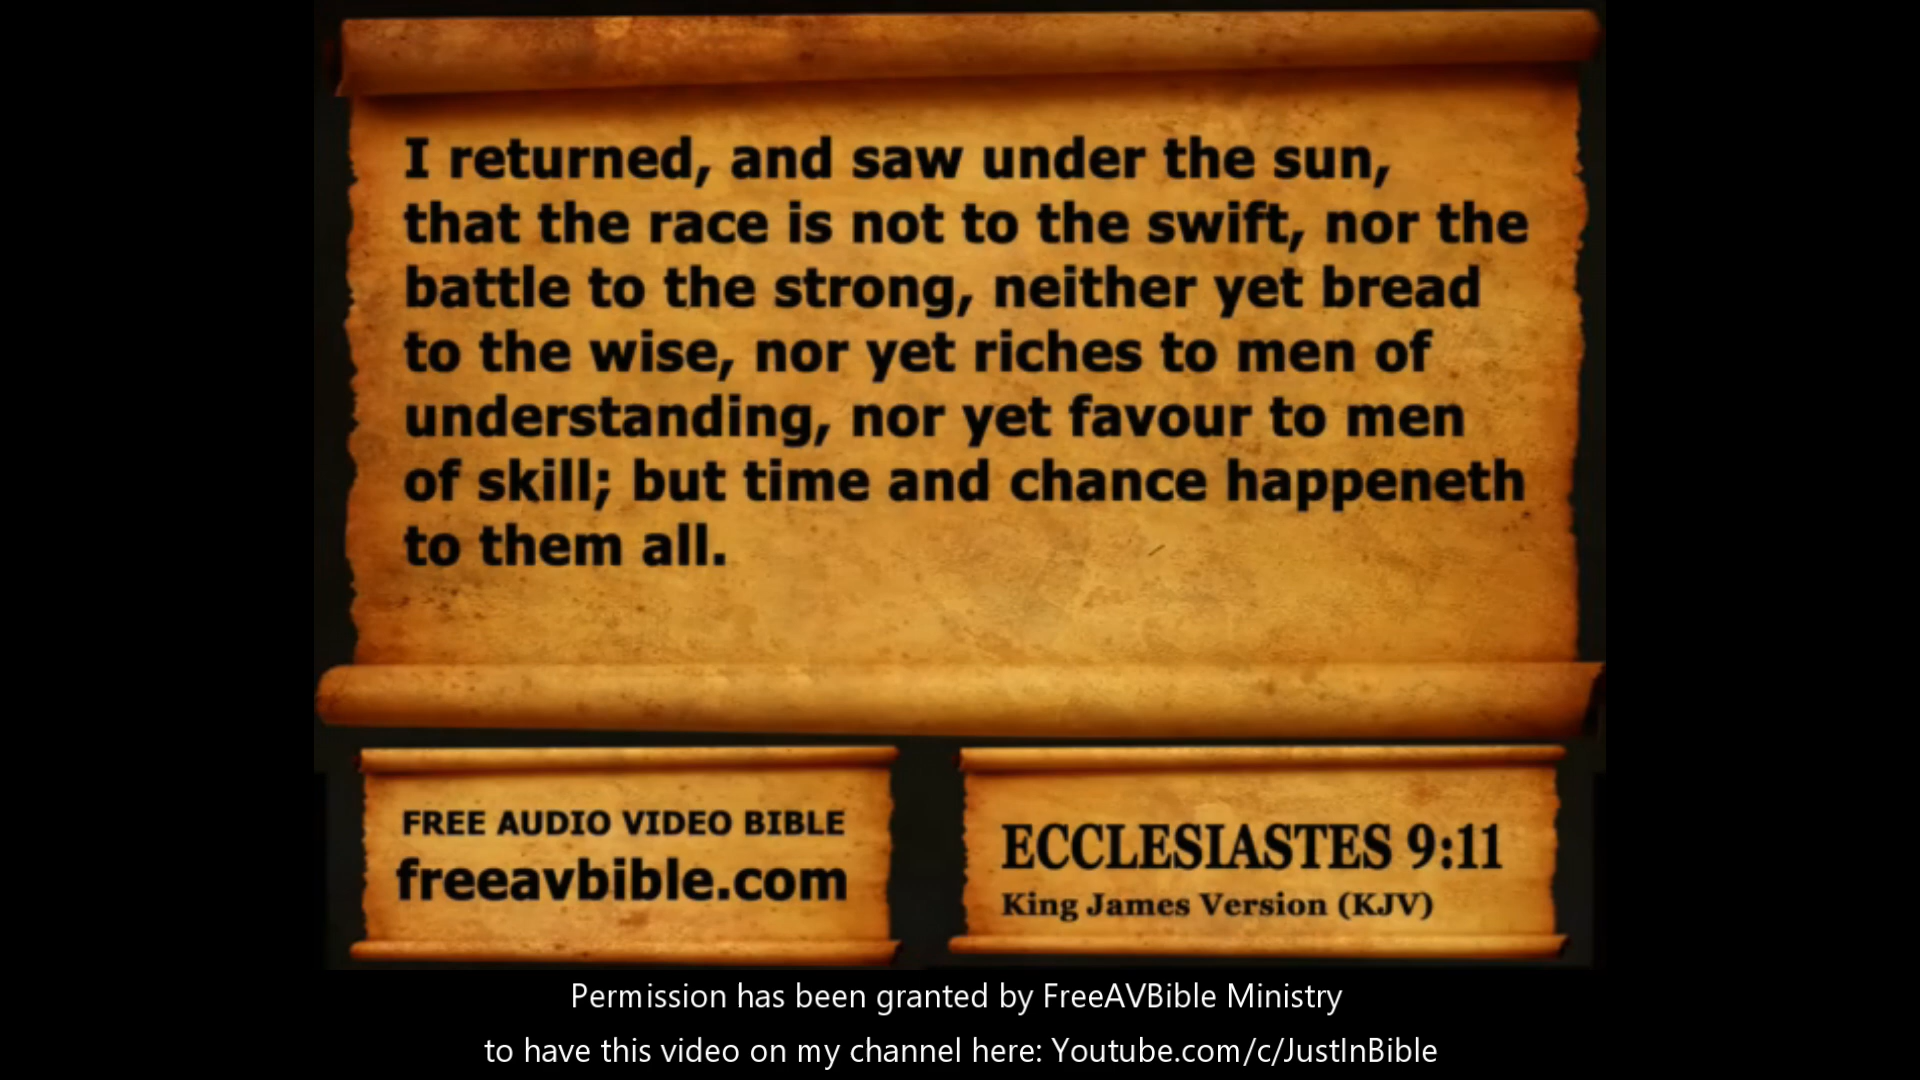 I returned, and saw under the sun,
that the race is not to the swift, nor the
battle to the strong, neither yet bread
to the wise, nor yet riches to men of
understanding, nor yet favour to men
of skill; but time and chance happeneth
to them all.
FREE AUDIO VIDEO BIBLE
freeavbible.com
ECCLESIASTES 9:11
King James Version (KJV)
Permission has been granted by FreeAVBible Ministry
to have this video on my channel here: Youtube.com/c/JustInBible